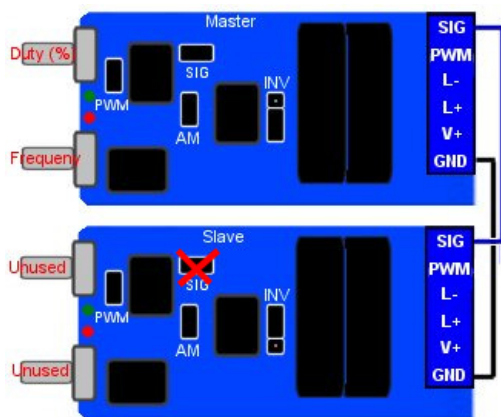 Master
Duty (%)
SIG
PWM
INV
AM
Frequeny
SIG
PWM
L-
L+
V+
GND
Slave
Unused
SIG
PWM
INV
AM
Unused
SIG
PWM
L-
L+
V+
GND